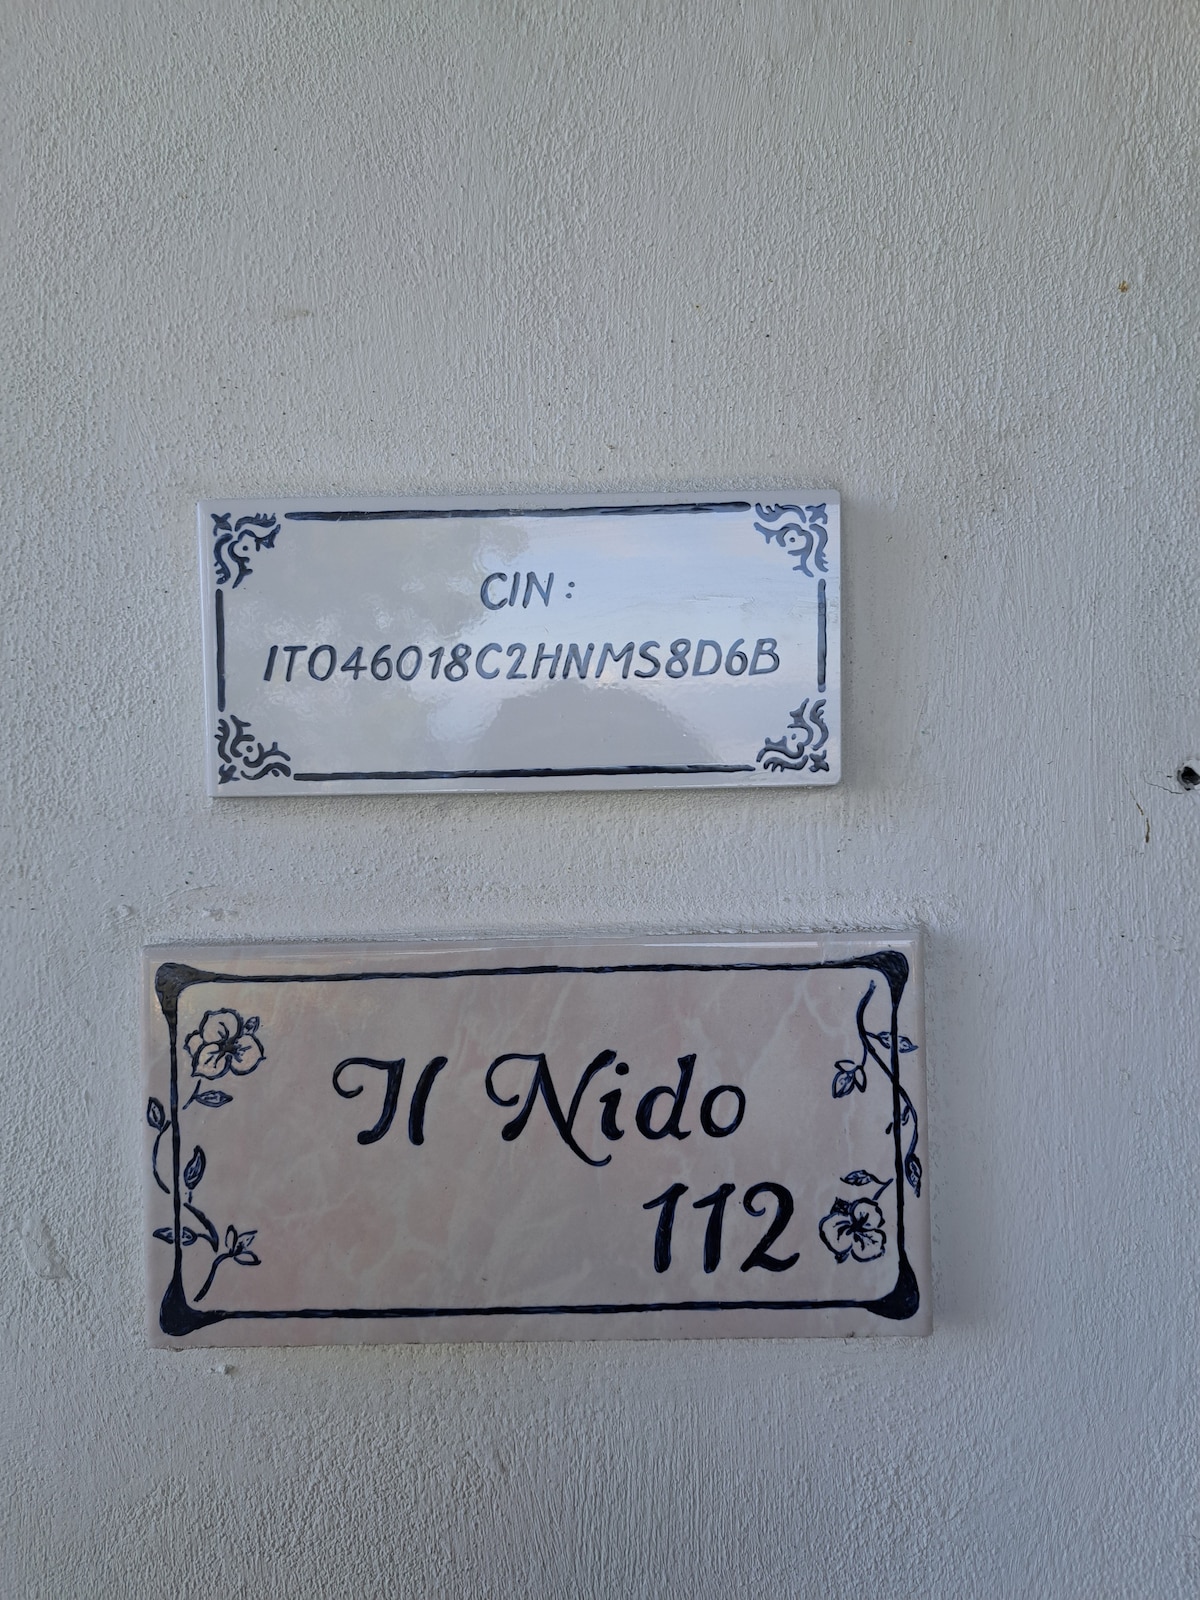 CIN:
IT046018C2HNMS8D6B
Il Nido
112